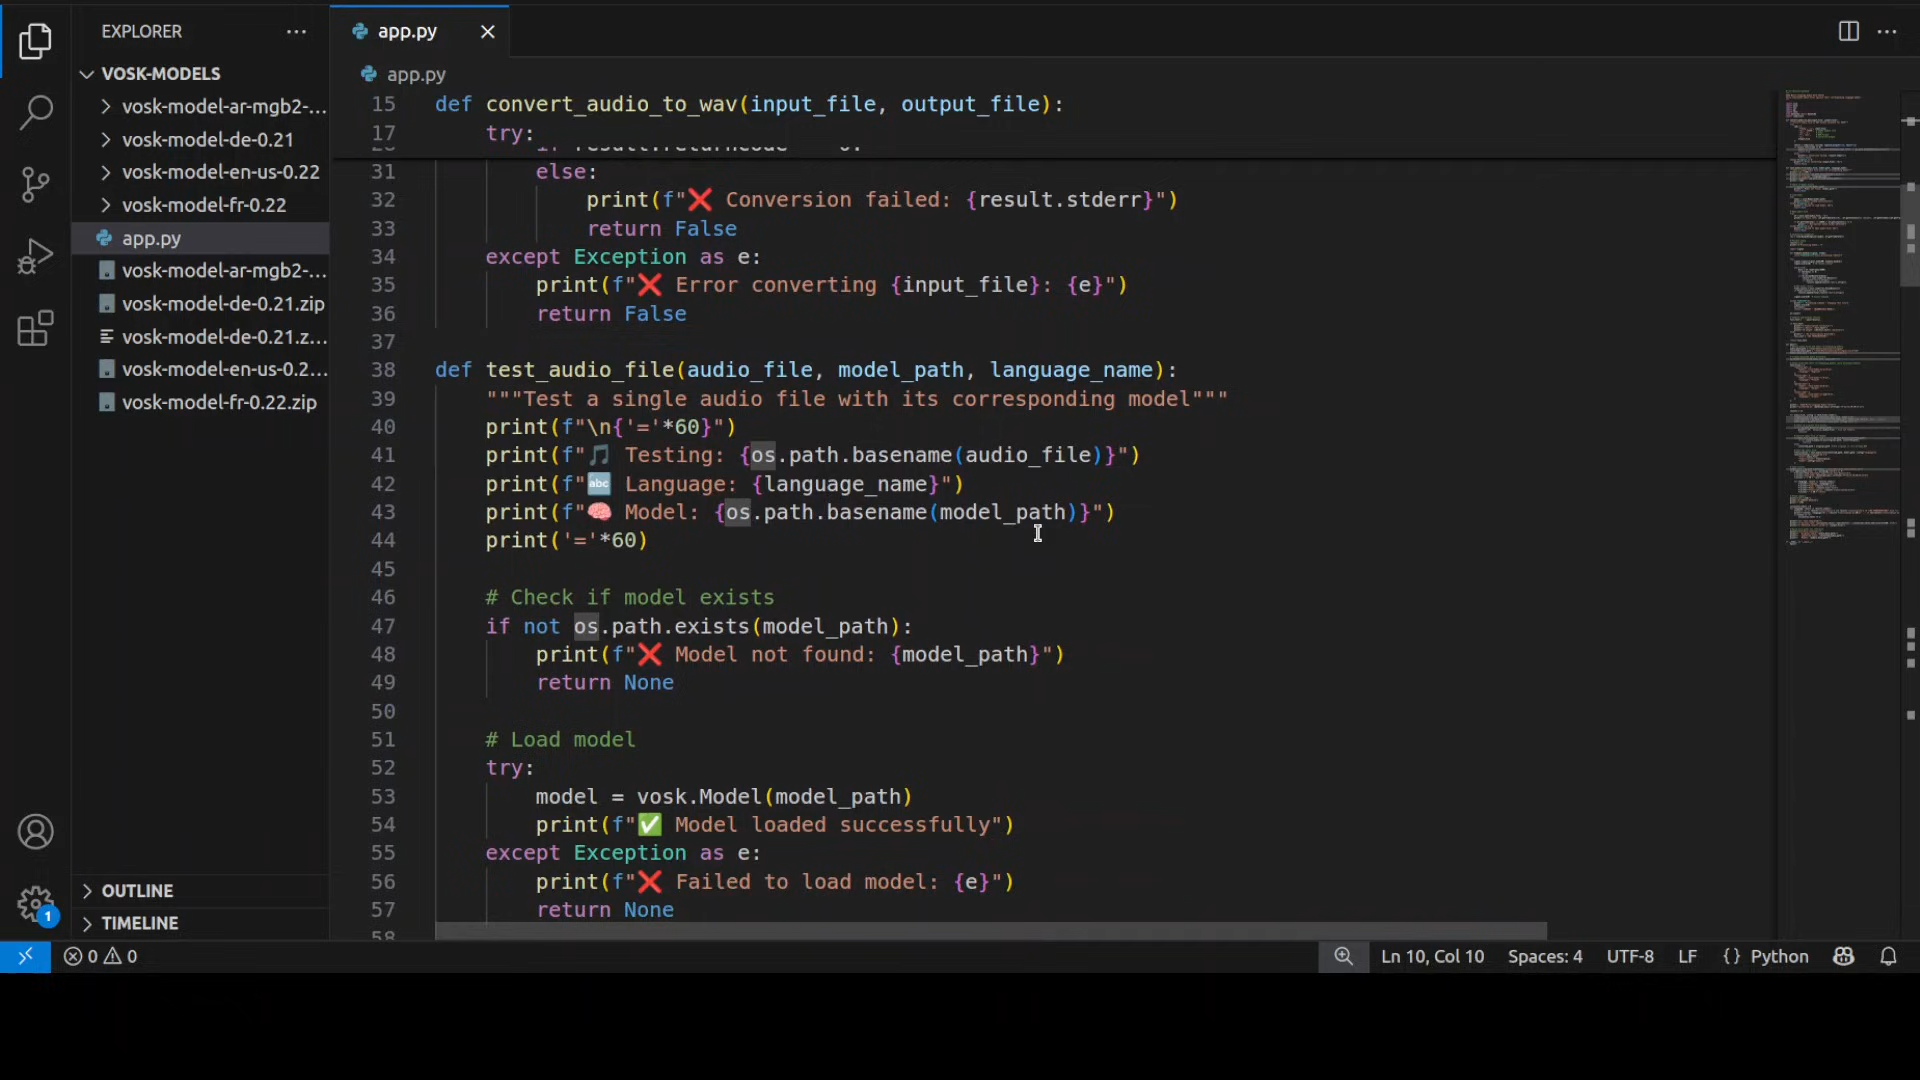 EXPLORER
VOSK-MODELS
vosk-model-ar-mgb2-...
vosk-model-de-0.21
vosk-model-en-us-0.22
vosk-model-fr-0.22
app.py
vosk-model-ar-mgb2-...
vosk-model-de-0.21.zip
vosk-model-de-0.21.z...
vosk-model-en-us-0.2...
vosk-model-fr-0.22.zip
OUTLINE
TIMELINE
1
app.py
app.py
15 def convert_audio_to_wav(input_file, output_file):
17 try:
31 else:
32 print(f"❌ Conversion failed: {result.stderr}")
33 return False
34 except Exception as e:
35 print(f"❌ Error converting {input_file}: {e}")
36 return False
37
38 def test_audio_file(audio_file, model_path, language_name):
39 """Test a single audio file with its corresponding model"""
40 print(f"\n{'='*60}")
41 print(f"🎵 Testing: {os.path.basename(audio_file)}")
42 print(f"🔤 Language: {language_name}")
43 print(f"🧠 Model: {os.path.basename(model_path)}")
44 print('='*60)
45
46 # Check if model exists
47 if not os.path.exists(model_path):
48 print(f"❌ Model not found: {model_path}")
49 return None
50
51 # Load model
52 try:
53 model = vosk.Model(model_path)
54 print(f"✅ Model loaded successfully")
55 except Exception as e:
56 print(f"❌ Failed to load model: {e}")
57 return None
58
0 0 Ln 10, Col 10 Spaces: 4 UTF-8 LF {} Python